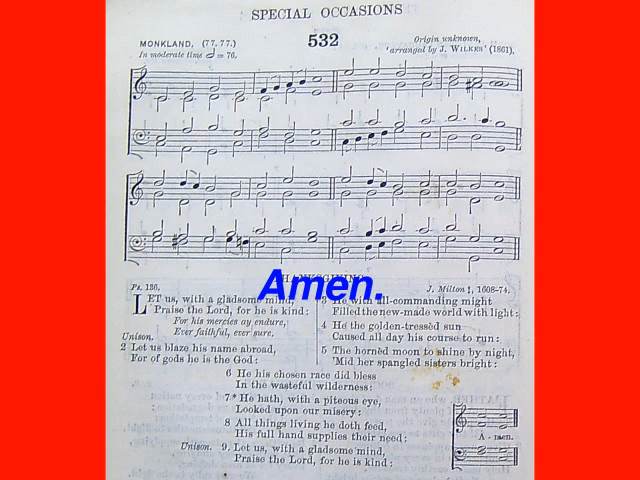 SPECIAL OCCASIONS
532
MONKLAND. (77, 77.)
In moderate time = 76.
Origin unknown,
'arranged by J. WILKES' (1861).
THANKSGIVING
Amen.
Ps. 136.
J. Milton †, 1608-74.
LET us, with a gladsome mind,
Praise the Lord, for he is kind:
For his mercies ay endure,
Ever faithful, ever sure.
Unison.
2 Let us blaze his name abroad,
For of gods he is the God:
3 He with all-commanding might
Filled the new-made world with light:
4 He the golden-tressèd sun
Caused all day his course to run:
5 The hornèd moon to shine by night,
'Mid her spangled sisters bright:
6 He his chosen race did bless
In the wasteful wilderness:
7* He hath, with a piteous eye,
Looked upon our misery:
8 All things living he doth feed,
His full hand supplies their need:
Unison. 9. Let us, with a gladsome mind,
Praise the Lord, for he is kind:
A - men.